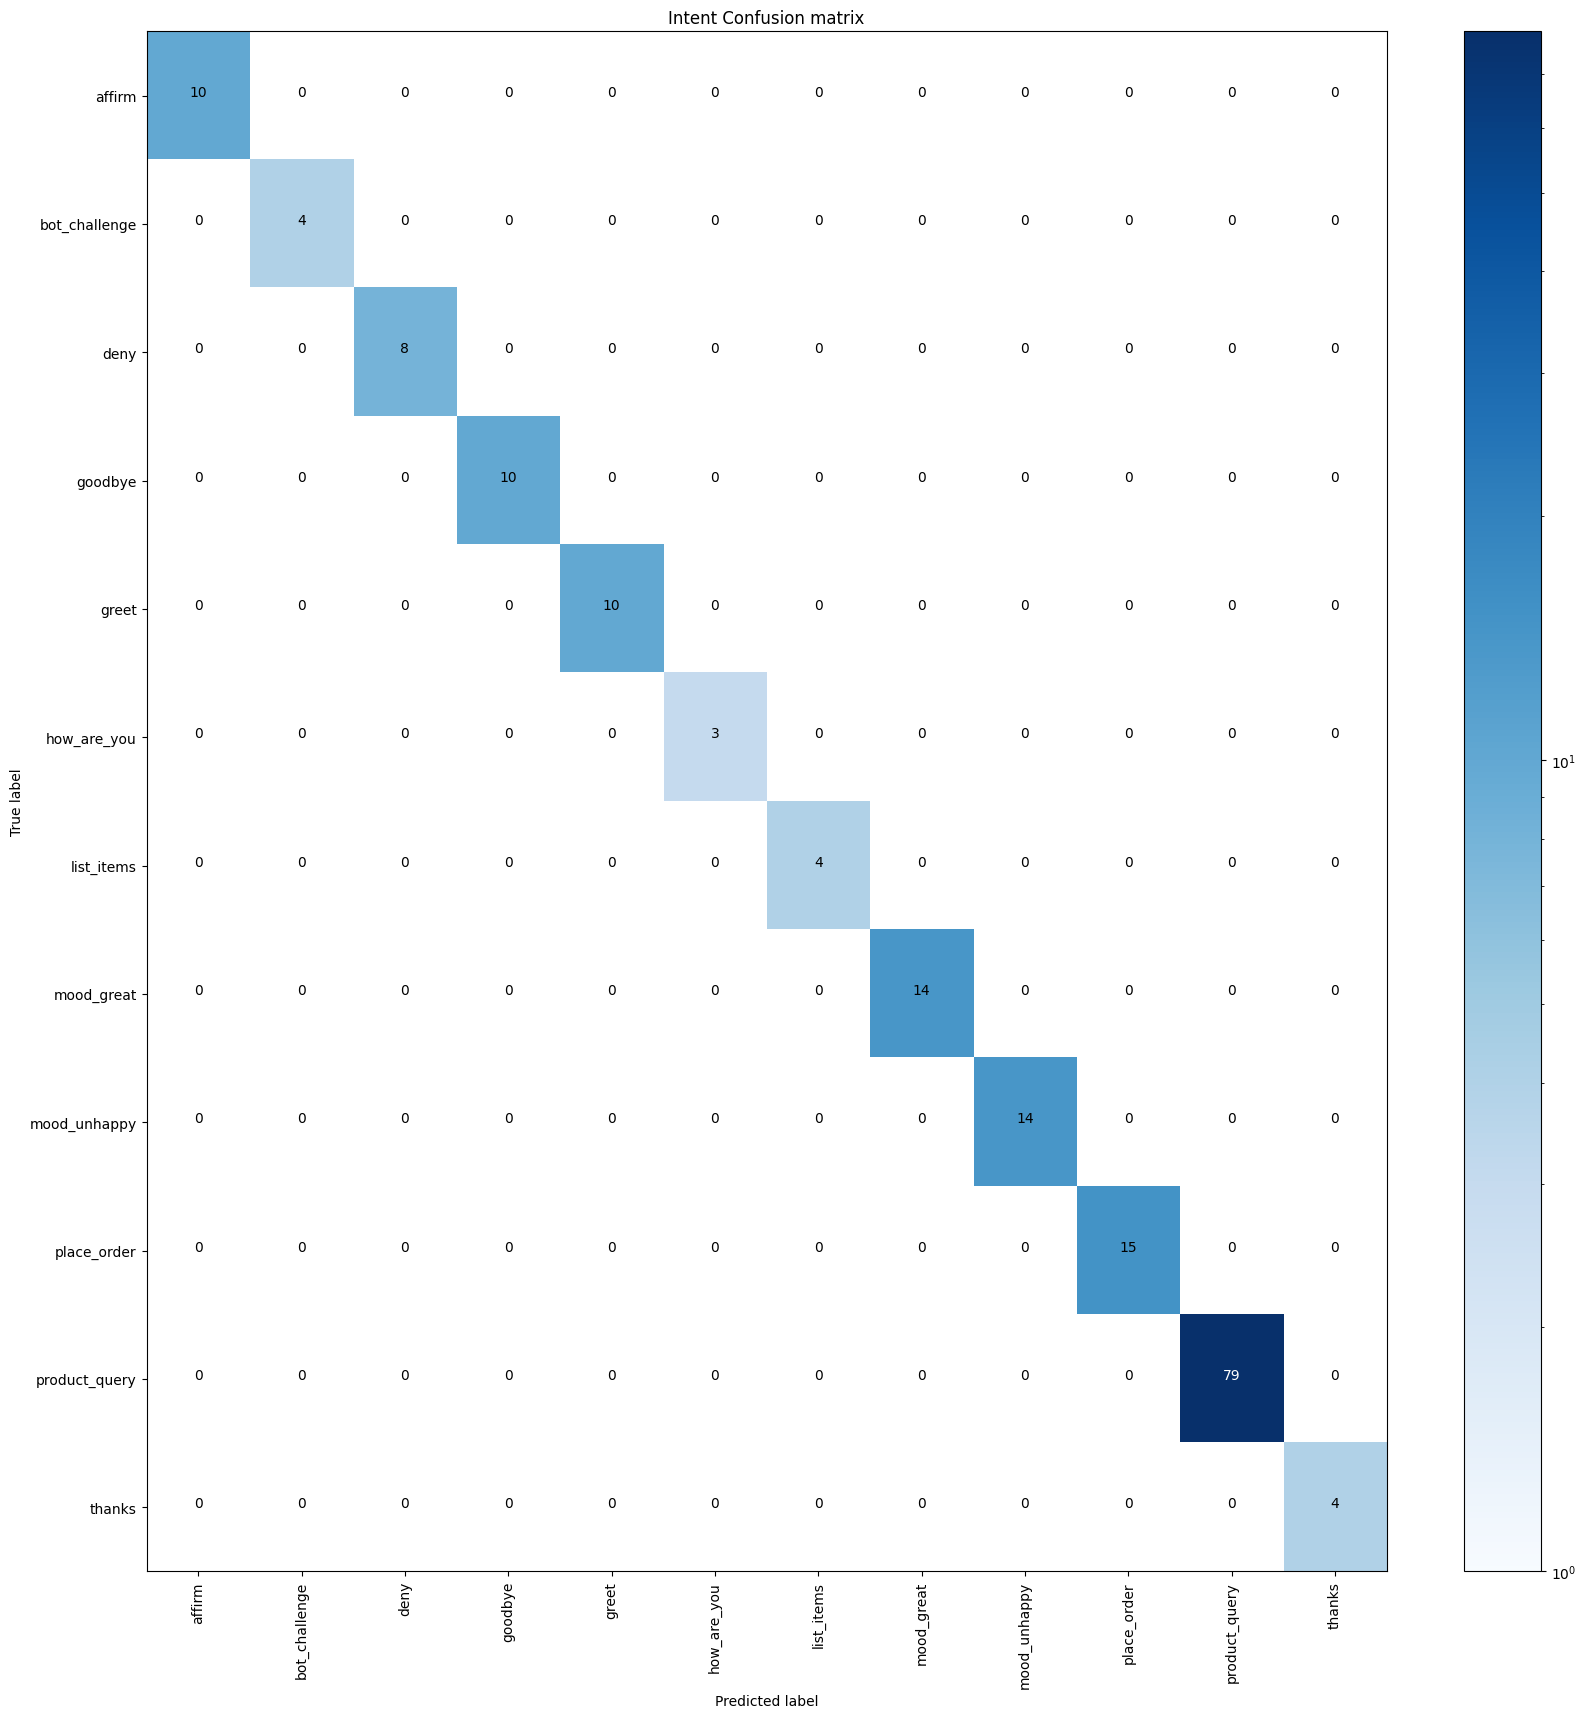 Intent Confusion matrix
affirm 10 0 0 0 0 0 0 0 0 0 0 0
bot_challenge 0 4 0 0 0 0 0 0 0 0 0 0
deny 0 0 8 0 0 0 0 0 0 0 0 0
goodbye 0 0 0 10 0 0 0 0 0 0 0 0
greet 0 0 0 0 10 0 0 0 0 0 0 0
how_are_you 0 0 0 0 0 3 0 0 0 0 0 0
10¹
True label
list_items 0 0 0 0 0 0 4 0 0 0 0 0
mood_great 0 0 0 0 0 0 0 14 0 0 0 0
mood_unhappy 0 0 0 0 0 0 0 0 14 0 0 0
place_order 0 0 0 0 0 0 0 0 0 15 0 0
product_query 0 0 0 0 0 0 0 0 0 0 79 0
thanks 0 0 0 0 0 0 0 0 0 0 0 4
10⁰
affirm
bot_challenge
deny
goodbye
greet
how_are_you
list_items
mood_great
mood_unhappy
place_order
product_query
thanks
Predicted label